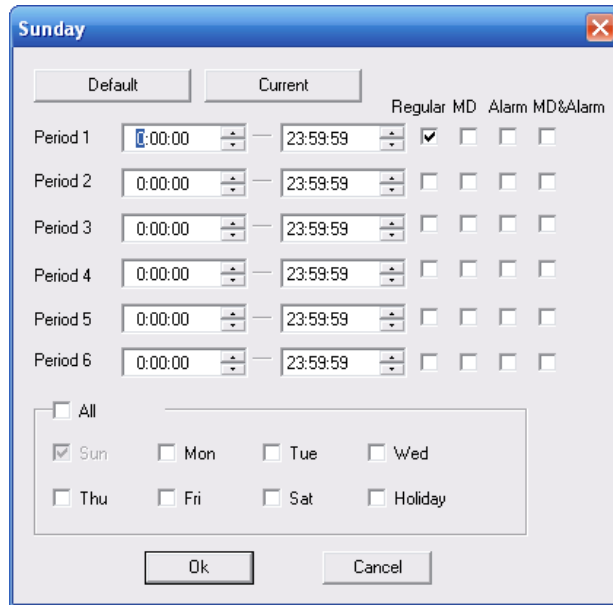 Sunday
Default Current
Regular MD Alarm MD&Alarm
Period 1 0:00:00 23:59:59
Period 2 0:00:00 23:59:59
Period 3 0:00:00 23:59:59
Period 4 0:00:00 23:59:59
Period 5 0:00:00 23:59:59
Period 6 0:00:00 23:59:59
All
Sun Mon Tue Wed
Thu Fri Sat Holiday
Ok Cancel